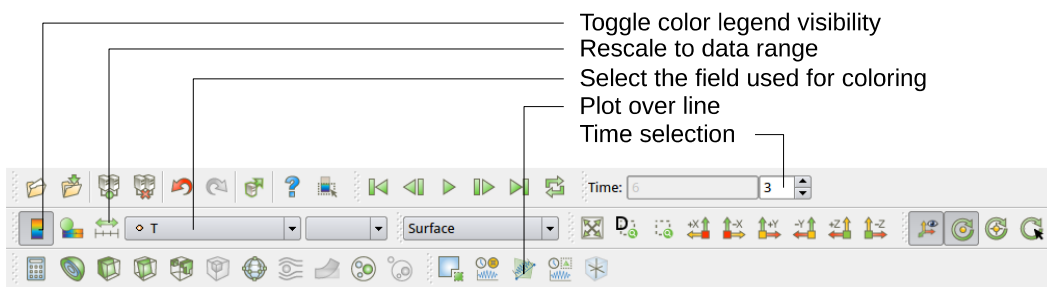 Toggle color legend visibility
Rescale to data range
Select the field used for coloring
Plot over line
Time selection
Time: 6 3
T Surface D +X -X +Y -Y +Z -Z